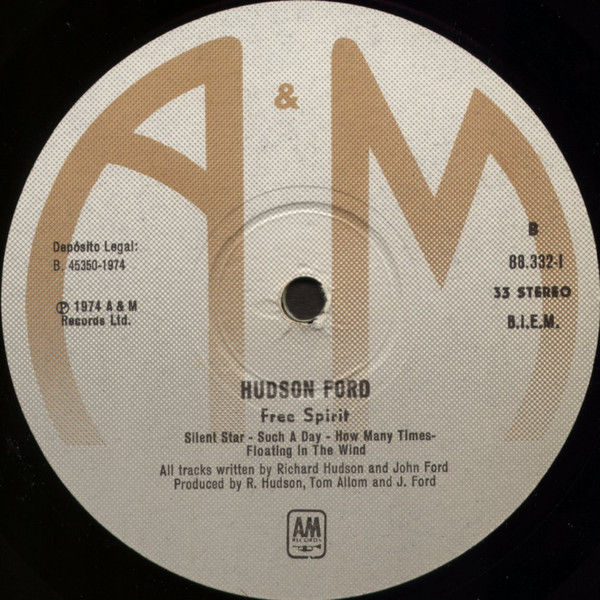 A & M
B
Depósito Legal:
B. 45350-1974
88.332-I
33 STEREO
℗ 1974 A & M
Records Ltd.
B.I.E.M.
HUDSON FORD
Free Spirit
Silent Star - Such A Day - How Many Times-
Floating In The Wind
All tracks written by Richard Hudson and John Ford
Produced by R. Hudson, Tom Allom and J. Ford
AM
RECORDS